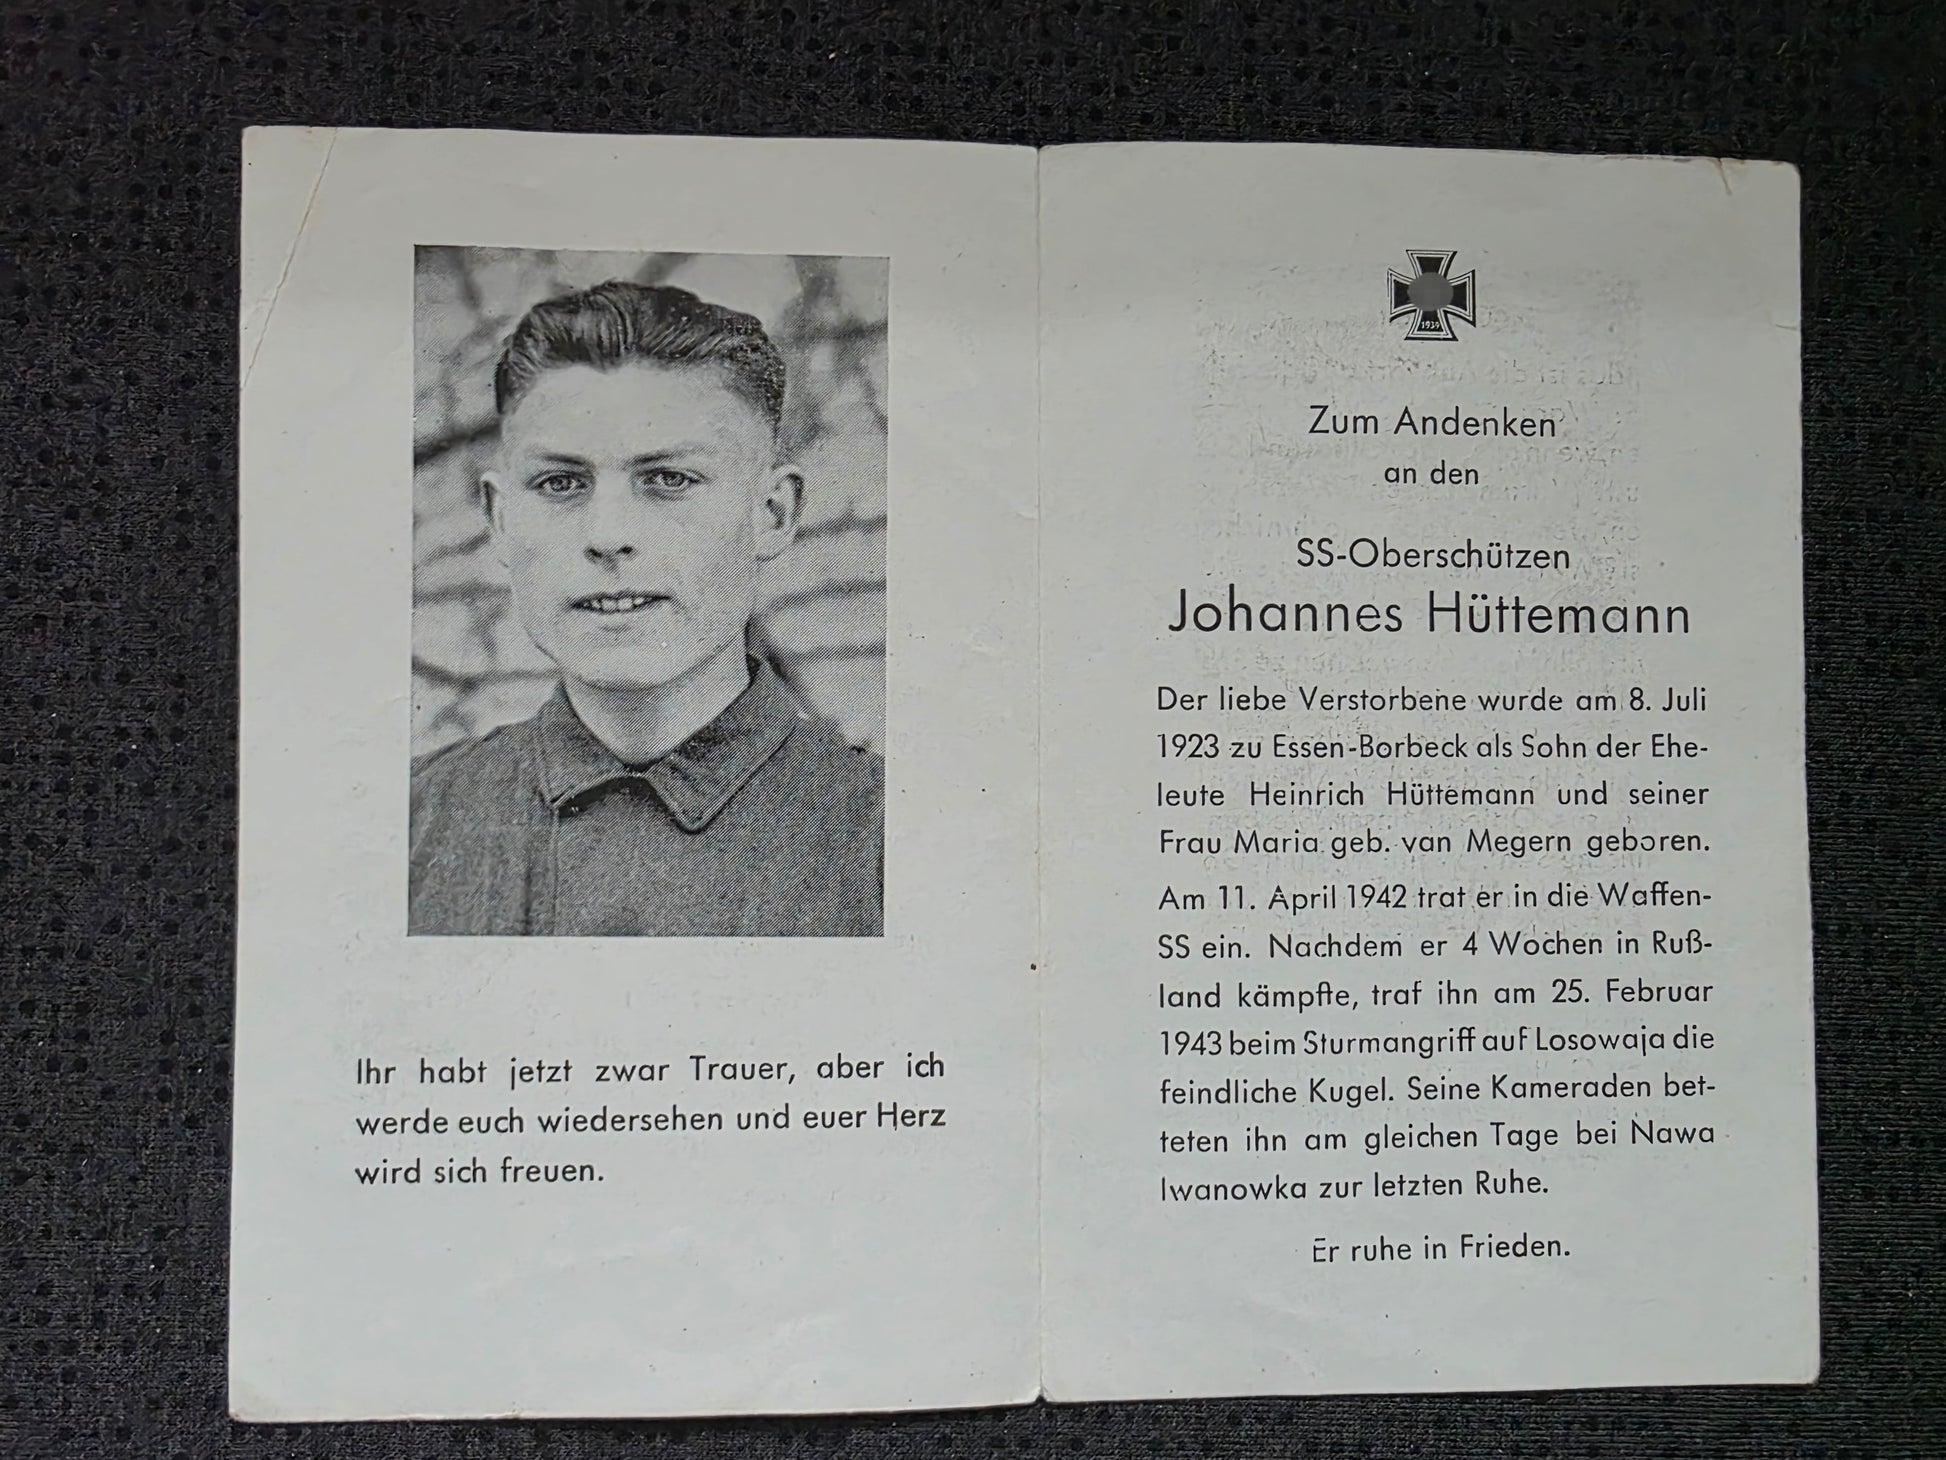 Ihr habt jetzt zwar Trauer, aber ich
werde euch wiedersehen und euer Herz
wird sich freuen.
1939
Zum Andenken
an den
SS-Oberschützen
Johannes Hüttemann
Der liebe Verstorbene wurde am 8. Juli
1923 zu Essen-Borbeck als Sohn der Ehe-
leute Heinrich Hüttemann und seiner
Frau Maria geb. van Megern geboren.
Am 11. April 1942 trat er in die Waffen-
SS ein. Nachdem er 4 Wochen in Ruß-
land kämpfte, traf ihn am 25. Februar
1943 beim Sturmangriff auf Losowaja die
feindliche Kugel. Seine Kameraden bet-
teten ihn am gleichen Tage bei Nawa
Iwanowka zur letzten Ruhe.
Er ruhe in Frieden.